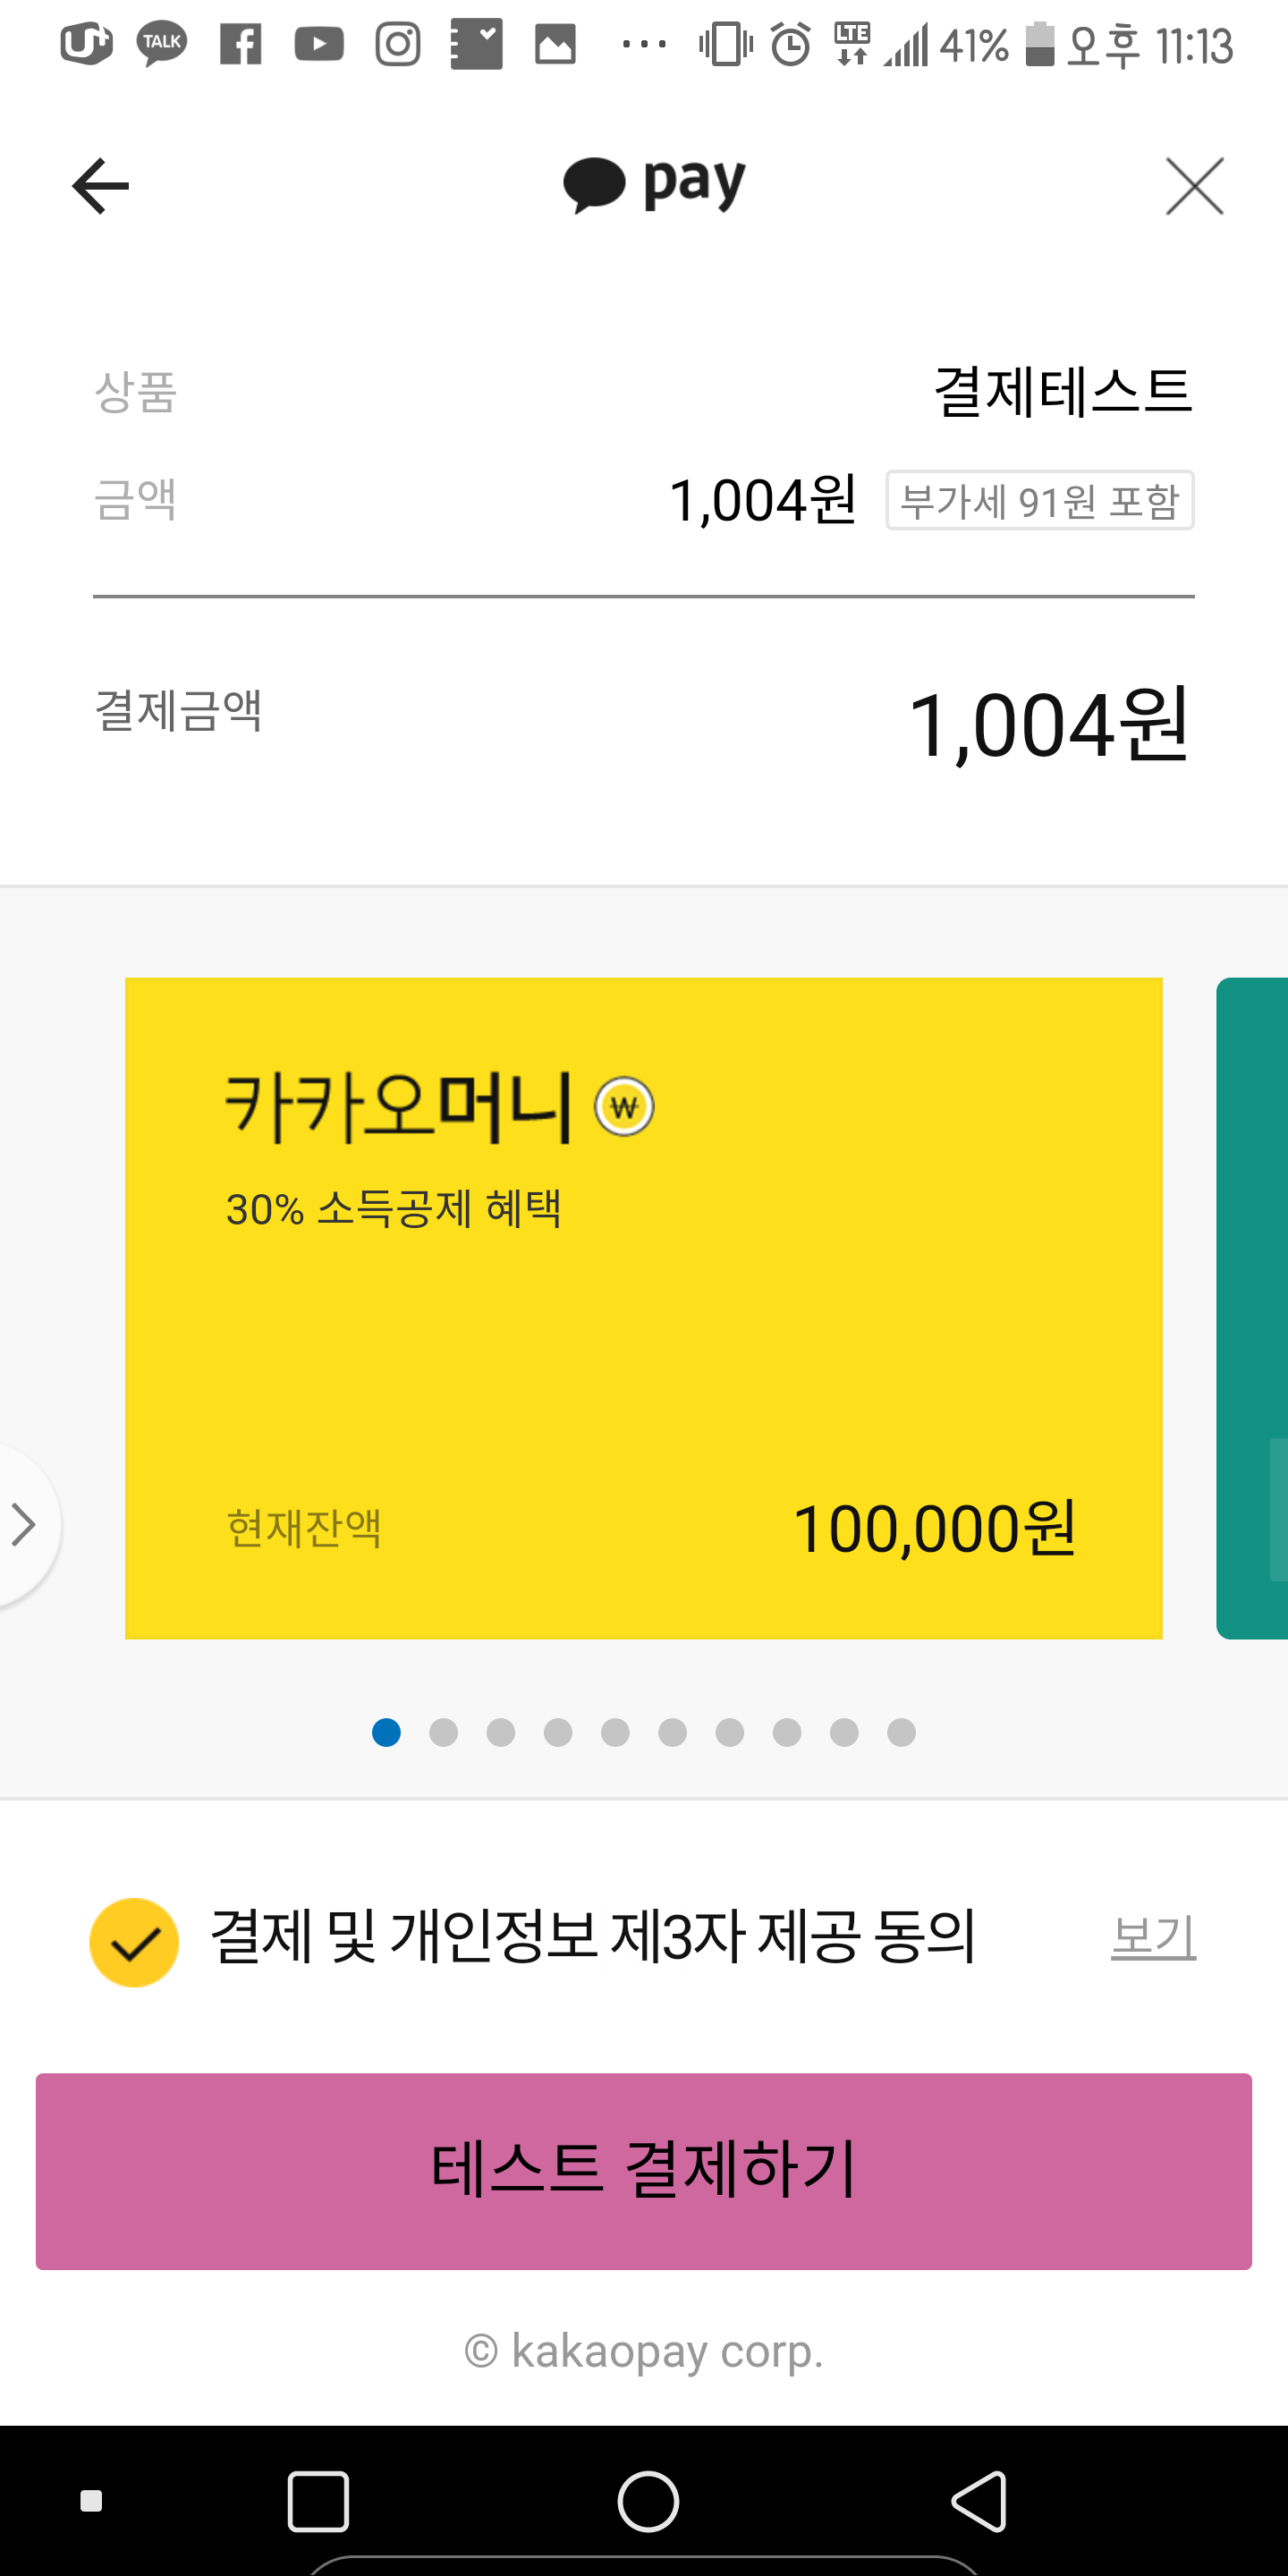 U+ TALK LTE 41% 오후 11:13
pay
상품 결제테스트
금액 1,004원 부가세 91원 포함
결제금액 1,004원
카카오머니 ₩
30% 소득공제 혜택
현재잔액 100,000원
결제 및 개인정보 제3자 제공 동의 보기
테스트 결제하기
© kakaopay corp.